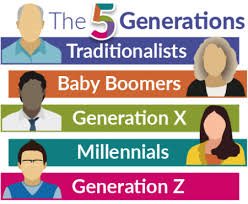 The 5 Generations
Traditionalists
Baby Boomers
Generation X
Millennials
Generation Z